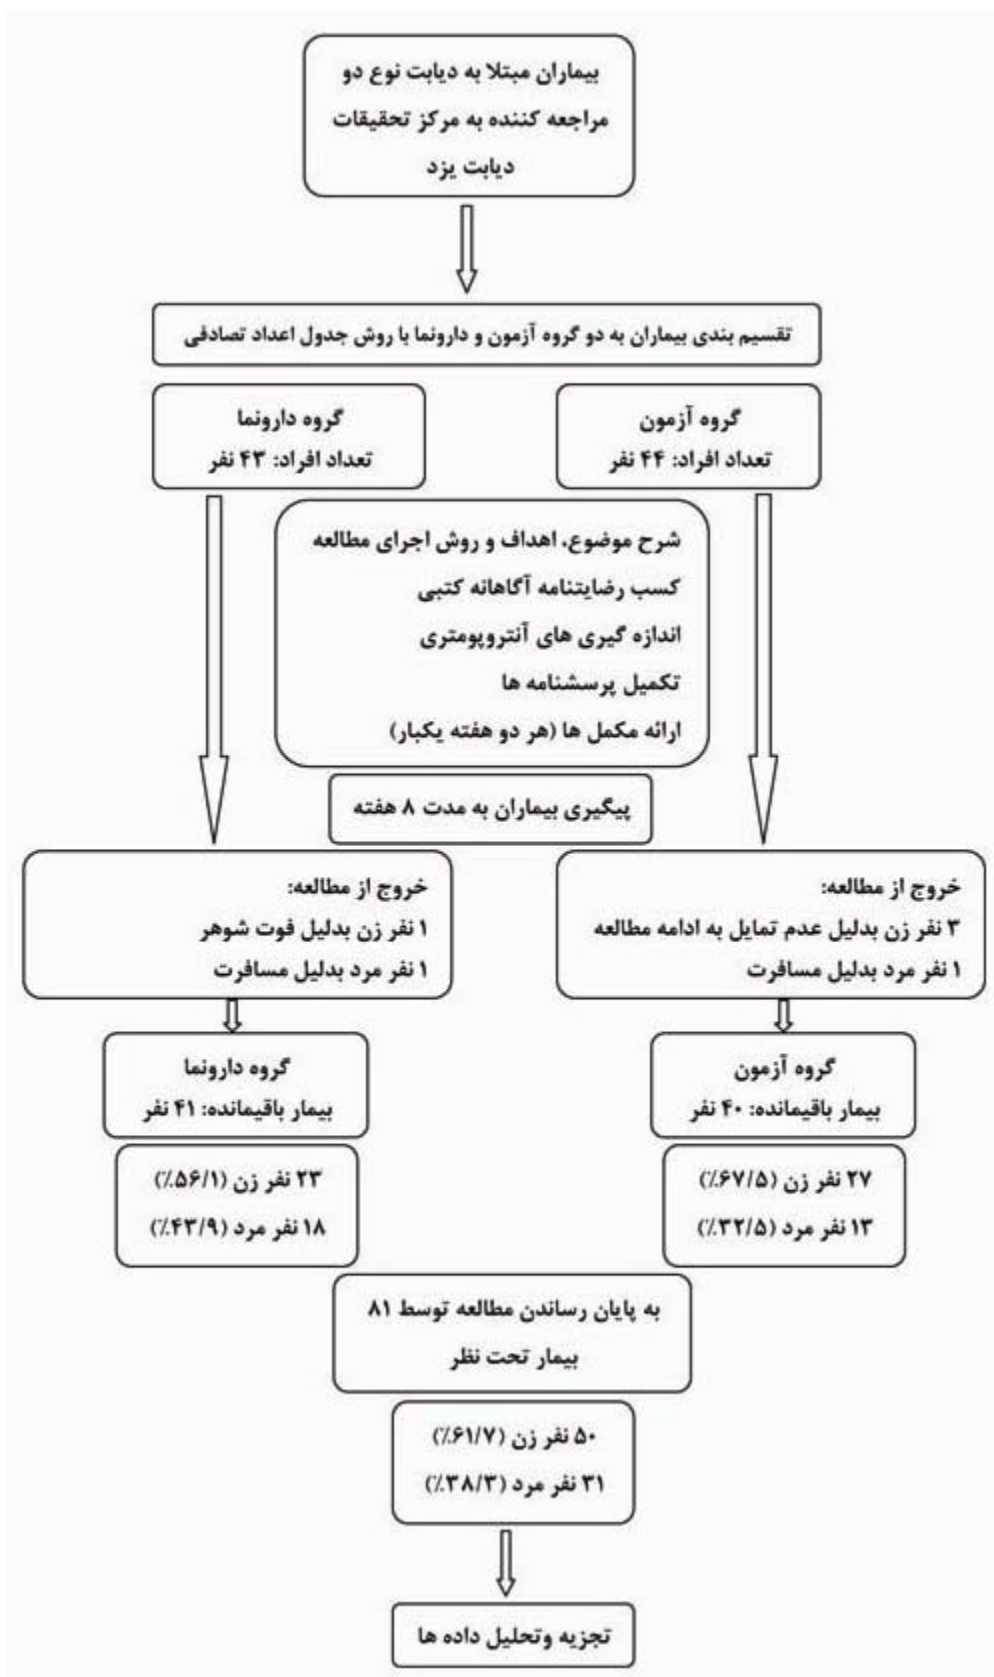 بیماران مبتلا به دیابت نوع دو
مراجعه کننده به مرکز تحقیقات
دیابت یزد
تقسیم بندی بیماران به دو گروه آزمون و دارونما با روش جدول اعداد تصادفی
گروه آزمون
تعداد افراد: ۴۴ نفر
گروه دارونما
تعداد افراد: ۴۳ نفر
شرح موضوع، اهداف و روش اجرای مطالعه
کسب رضایتنامه آگاهانه کتبی
اندازه گیری های آنتروپومتری
تکمیل پرسشنامه ها
ارائه مکمل ها (هر دو هفته یکبار)
پیگیری بیماران به مدت ۸ هفته
خروج از مطالعه:
۳ نفر زن بدلیل عدم تمایل به ادامه مطالعه
۱ نفر مرد بدلیل مسافرت
خروج از مطالعه:
۱ نفر زن بدلیل فوت شوهر
۱ نفر مرد بدلیل مسافرت
گروه آزمون
بیمار باقیمانده: ۴۰ نفر
گروه دارونما
بیمار باقیمانده: ۴۱ نفر
۲۷ نفر زن (۶۷/۵٪)
۱۳ نفر مرد (۳۲/۵٪)
۲۳ نفر زن (۵۶/۱٪)
۱۸ نفر مرد (۴۳/۹٪)
به پایان رساندن مطالعه توسط ۸۱
بیمار تحت نظر
۵۰ نفر زن (۶۱/۷٪)
۳۱ نفر مرد (۳۸/۳٪)
تجزیه وتحلیل داده ها